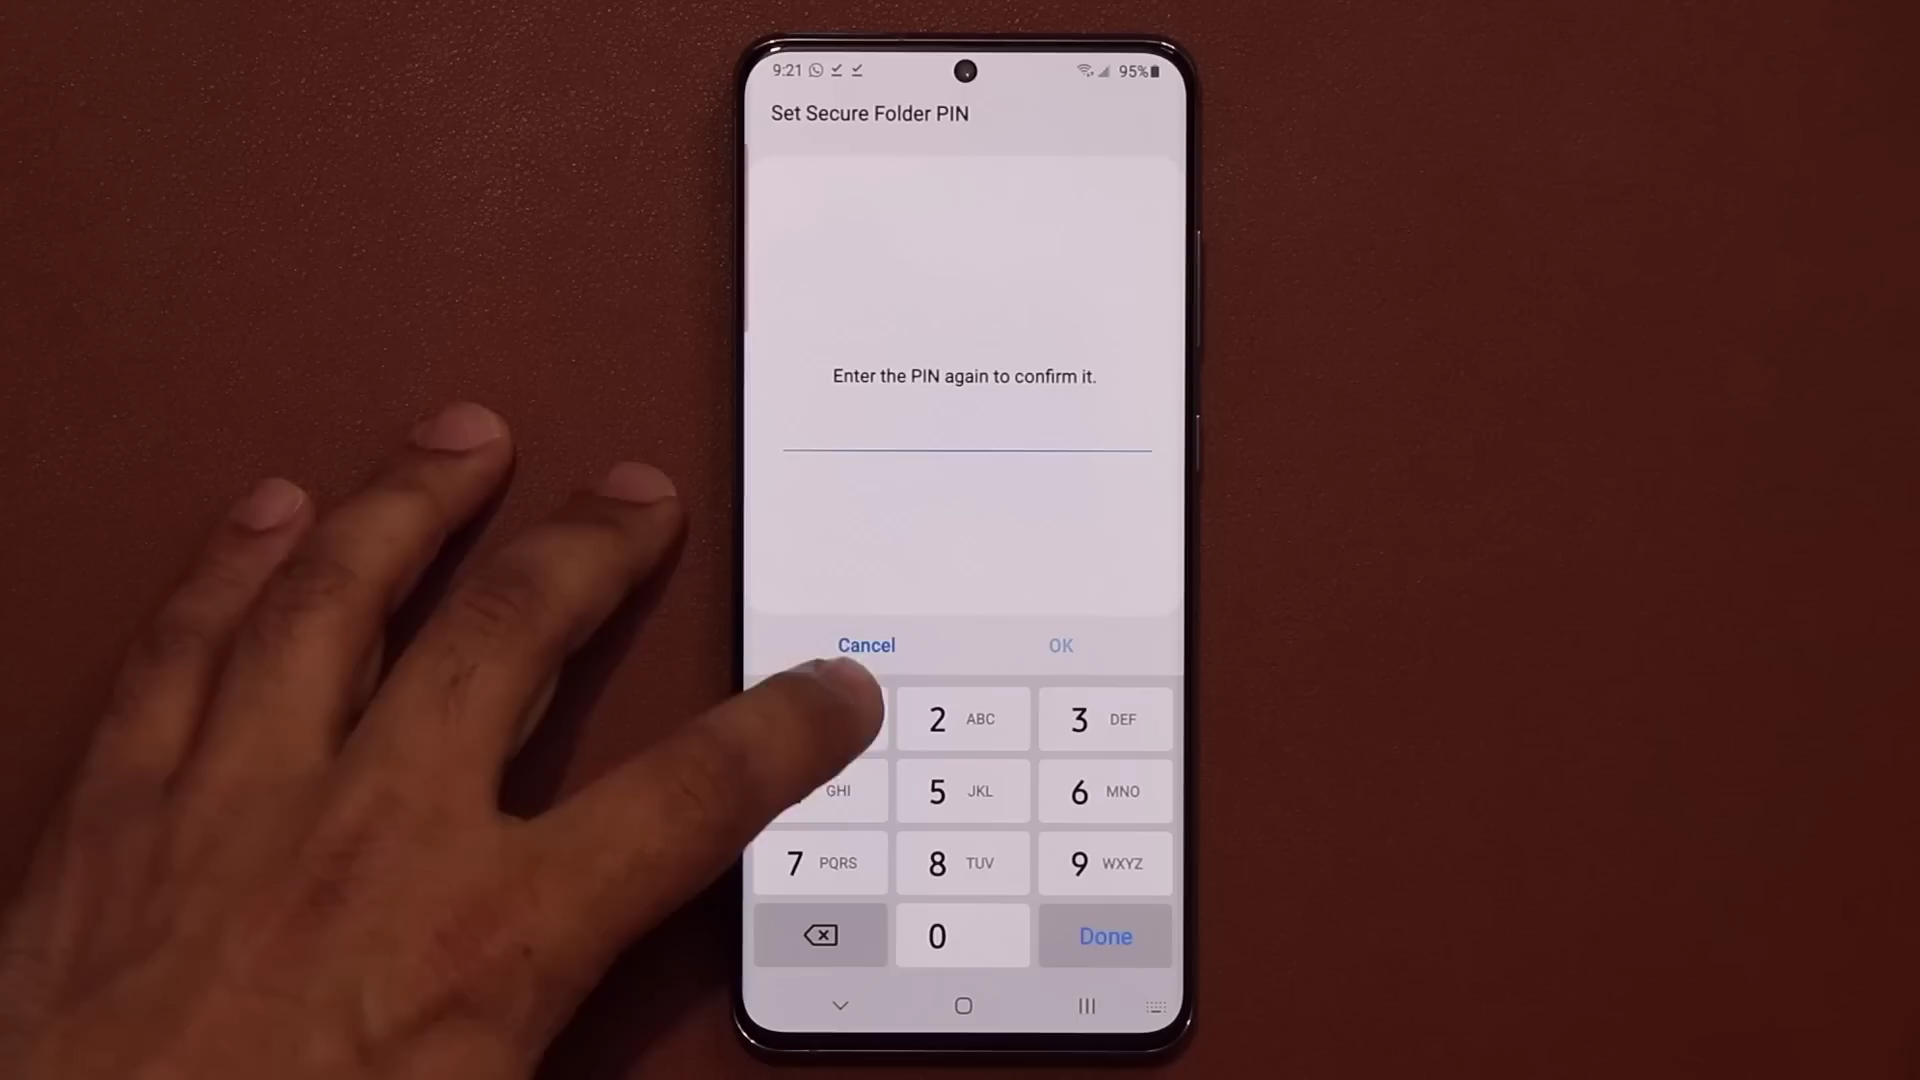 9:21 95%
Set Secure Folder PIN
Enter the PIN again to confirm it.
Cancel OK
2 ABC 3 DEF
GHI 5 JKL 6 MNO
7 PQRS 8 TUV 9 WXYZ
0 Done